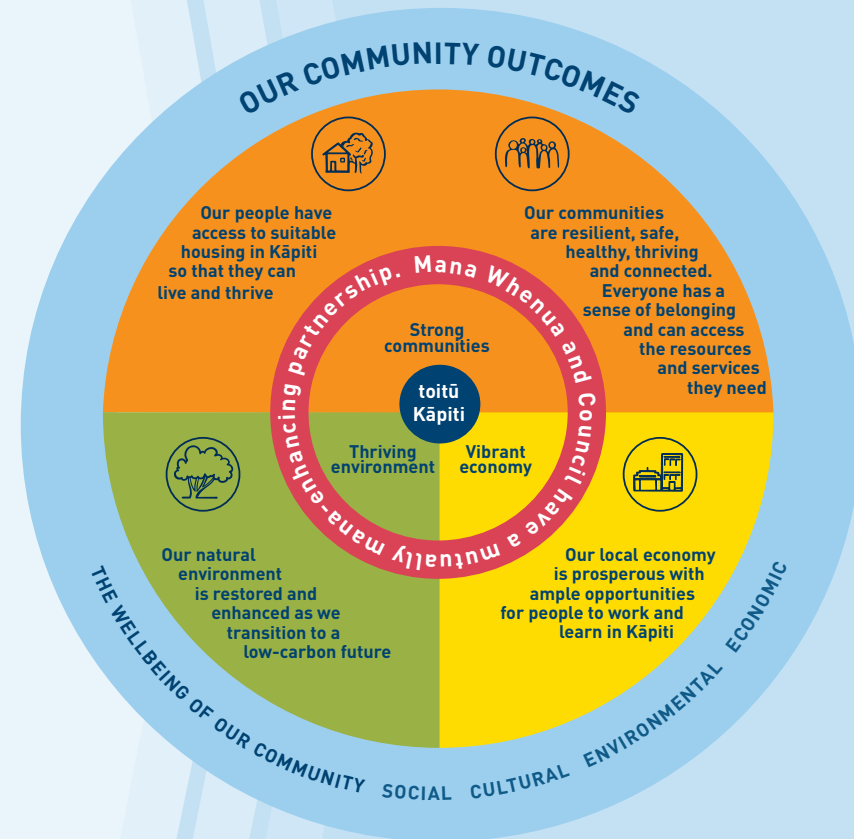 OUR COMMUNITY OUTCOMES
Our people have
access to suitable
housing in Kāpiti
so that they can
live and thrive
Our communities
are resilient, safe,
healthy, thriving
and connected.
Everyone has a
sense of belonging
and can access
the resources
and services
they need
Mana Whenua and Council have a mutually mana-enhancing partnership.
Strong
communities
toitū
Kāpiti
Thriving
environment
Vibrant
economy
Our natural
environment
is restored and
enhanced as we
transition to a
low-carbon future
Our local economy
is prosperous with
ample opportunities
for people to work and
learn in Kāpiti
THE WELLBEING OF OUR COMMUNITY SOCIAL CULTURAL ENVIRONMENTAL ECONOMIC